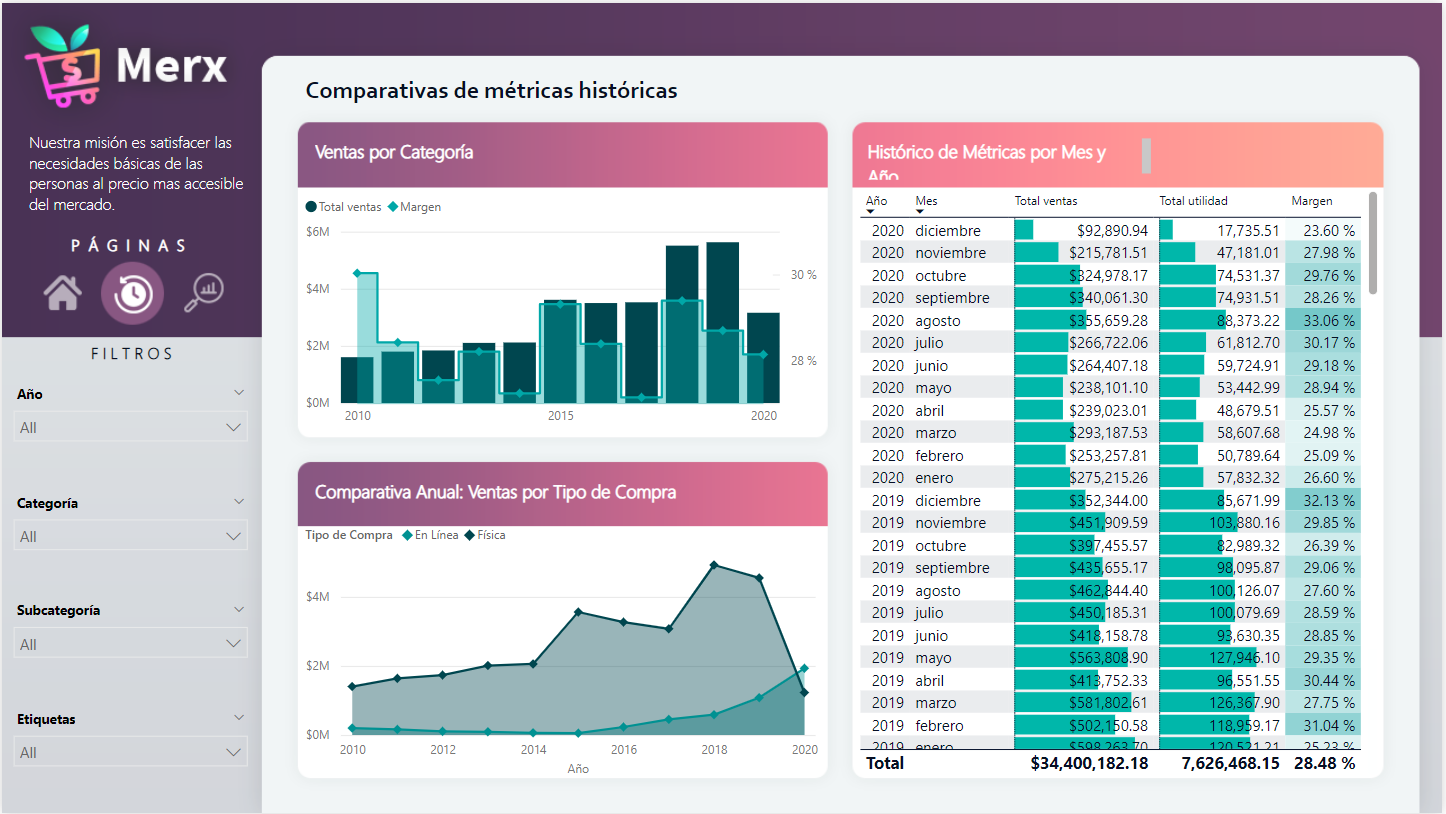 Merx
Nuestra misión es satisfacer las
necesidades básicas de las
personas al precio mas accesible
del mercado.
PÁGINAS
FILTROS
Año
All
Categoría
All
Subcategoría
All
Etiquetas
All
Comparativas de métricas históricas
Ventas por Categoría
Total ventas Margen
$6M
$4M
$2M
$0M
30 %
28 %
2010 2015 2020
Comparativa Anual: Ventas por Tipo de Compra
Tipo de Compra En Línea Física
$4M
$2M
$0M
2010 2012 2014 2016 2018 2020
Año
Histórico de Métricas por Mes y
Año
Año Mes Total ventas Total utilidad Margen
2020 diciembre $92,890.94 17,735.51 23.60 %
2020 noviembre $215,781.51 47,181.01 27.98 %
2020 octubre $324,978.17 74,531.37 29.76 %
2020 septiembre $340,061.30 74,931.51 28.26 %
2020 agosto $355,659.28 88,373.22 33.06 %
2020 julio $266,722.06 61,812.70 30.17 %
2020 junio $264,407.18 59,724.91 29.18 %
2020 mayo $238,101.10 53,442.99 28.94 %
2020 abril $239,023.01 48,679.51 25.57 %
2020 marzo $293,187.53 58,607.68 24.98 %
2020 febrero $253,257.81 50,789.64 25.09 %
2020 enero $275,215.26 57,832.32 26.60 %
2019 diciembre $352,344.00 85,671.99 32.13 %
2019 noviembre $451,909.59 103,880.16 29.85 %
2019 octubre $397,455.57 82,989.32 26.39 %
2019 septiembre $435,655.17 98,095.87 29.06 %
2019 agosto $462,844.40 100,126.07 27.60 %
2019 julio $450,185.31 100,079.69 28.59 %
2019 junio $418,158.78 93,630.35 28.85 %
2019 mayo $563,808.90 127,946.10 29.35 %
2019 abril $413,752.33 96,551.55 30.44 %
2019 marzo $581,802.61 126,367.90 27.75 %
2019 febrero $502,150.58 118,959.17 31.04 %
2019 enero $598,263.70 120,521.21 25.23 %
Total $34,400,182.18 7,626,468.15 28.48 %